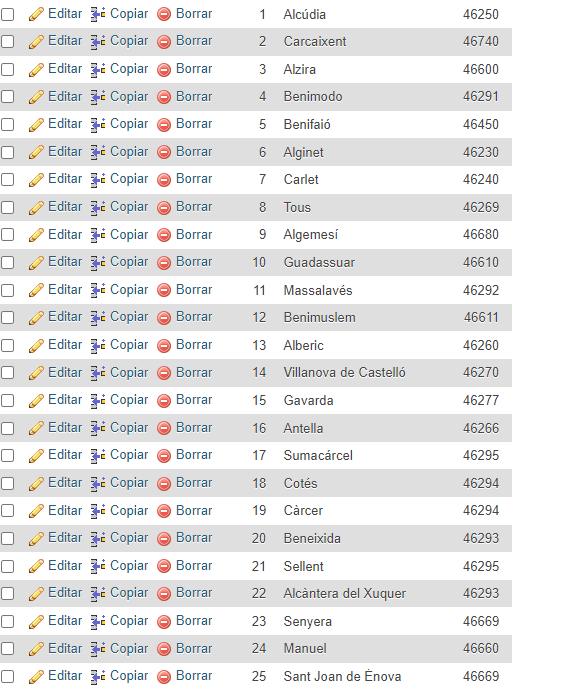 Editar Copiar Borrar 1 Alcúdia 46250
Editar Copiar Borrar 2 Carcaixent 46740
Editar Copiar Borrar 3 Alzira 46600
Editar Copiar Borrar 4 Benimodo 46291
Editar Copiar Borrar 5 Benifaió 46450
Editar Copiar Borrar 6 Alginet 46230
Editar Copiar Borrar 7 Carlet 46240
Editar Copiar Borrar 8 Tous 46269
Editar Copiar Borrar 9 Algemesí 46680
Editar Copiar Borrar 10 Guadassuar 46610
Editar Copiar Borrar 11 Massalavés 46292
Editar Copiar Borrar 12 Benimuslem 46611
Editar Copiar Borrar 13 Alberic 46260
Editar Copiar Borrar 14 Villanova de Castelló 46270
Editar Copiar Borrar 15 Gavarda 46277
Editar Copiar Borrar 16 Antella 46266
Editar Copiar Borrar 17 Sumacárcel 46295
Editar Copiar Borrar 18 Cotés 46294
Editar Copiar Borrar 19 Càrcer 46294
Editar Copiar Borrar 20 Beneixida 46293
Editar Copiar Borrar 21 Sellent 46295
Editar Copiar Borrar 22 Alcàntera del Xuquer 46293
Editar Copiar Borrar 23 Senyera 46669
Editar Copiar Borrar 24 Manuel 46660
Editar Copiar Borrar 25 Sant Joan de Ènova 46669